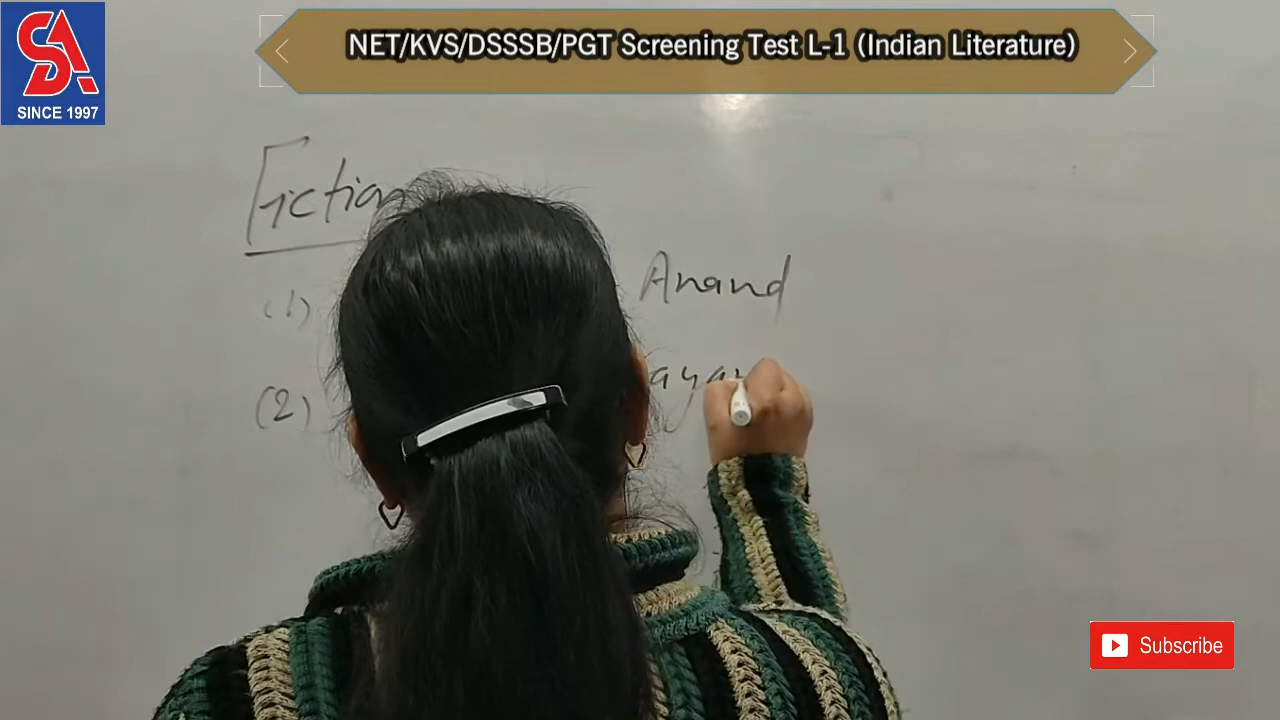 NET/KVS/DSSSB/PGT Screening Test L-1 (Indian Literature)
SA
SINCE 1997
Fiction
(1) Anand
(2)
Subscribe